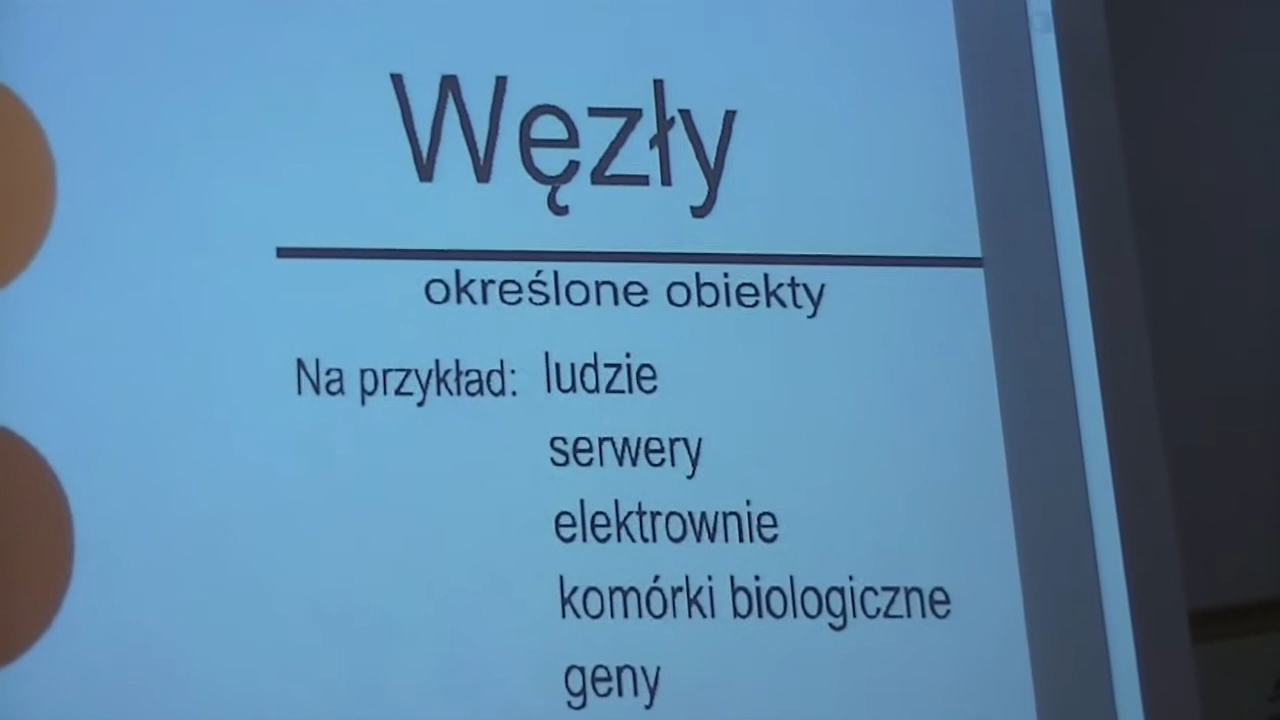 Węzły
określone obiekty
Na przykład: ludzie
serwery
elektrownie
komórki biologiczne
geny